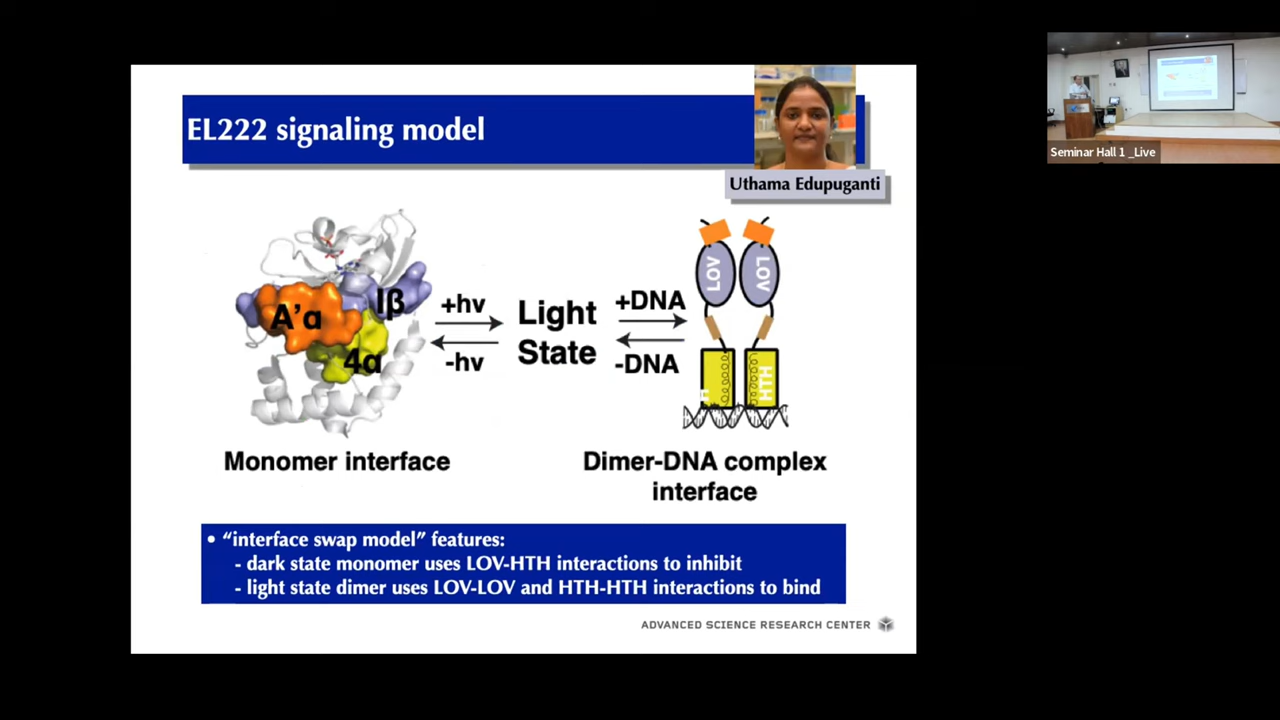 EL222 signaling model
Uthama Edupuganti
Seminar Hall 1 _Live
A'α
Iβ
4α
+hv
-hv
Light
State
+DNA
-DNA
LOV
LOV
H
HTH
Monomer interface
Dimer-DNA complex
interface
• “interface swap model” features:
- dark state monomer uses LOV-HTH interactions to inhibit
- light state dimer uses LOV-LOV and HTH-HTH interactions to bind
ADVANCED SCIENCE RESEARCH CENTER